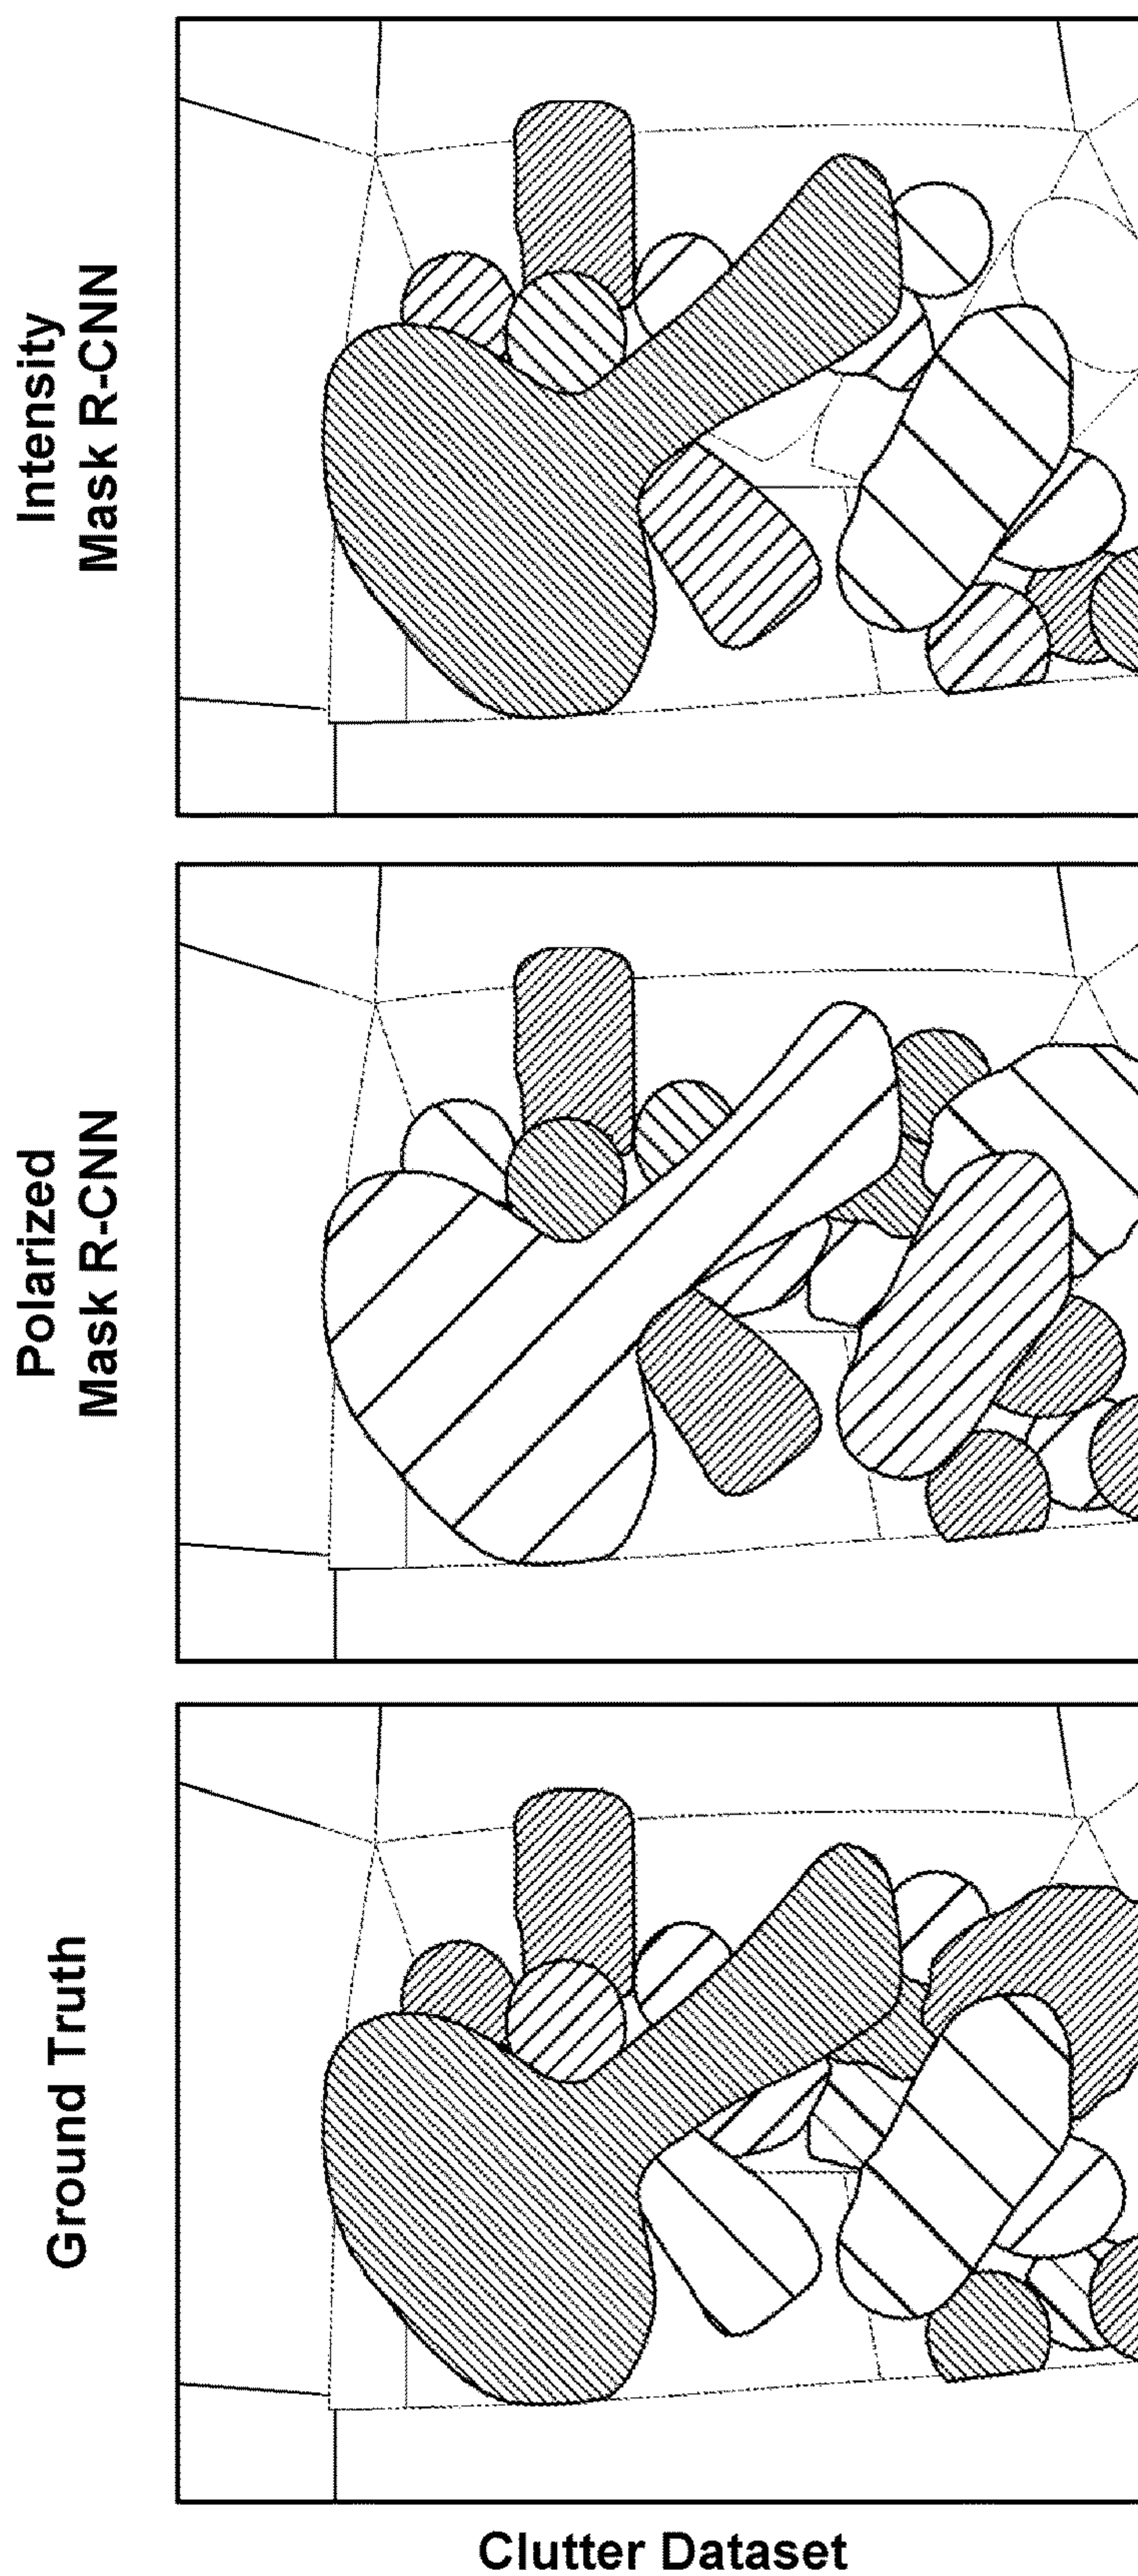 Intensity
Mask R-CNN
Polarized
Mask R-CNN
Ground Truth
Clutter Dataset